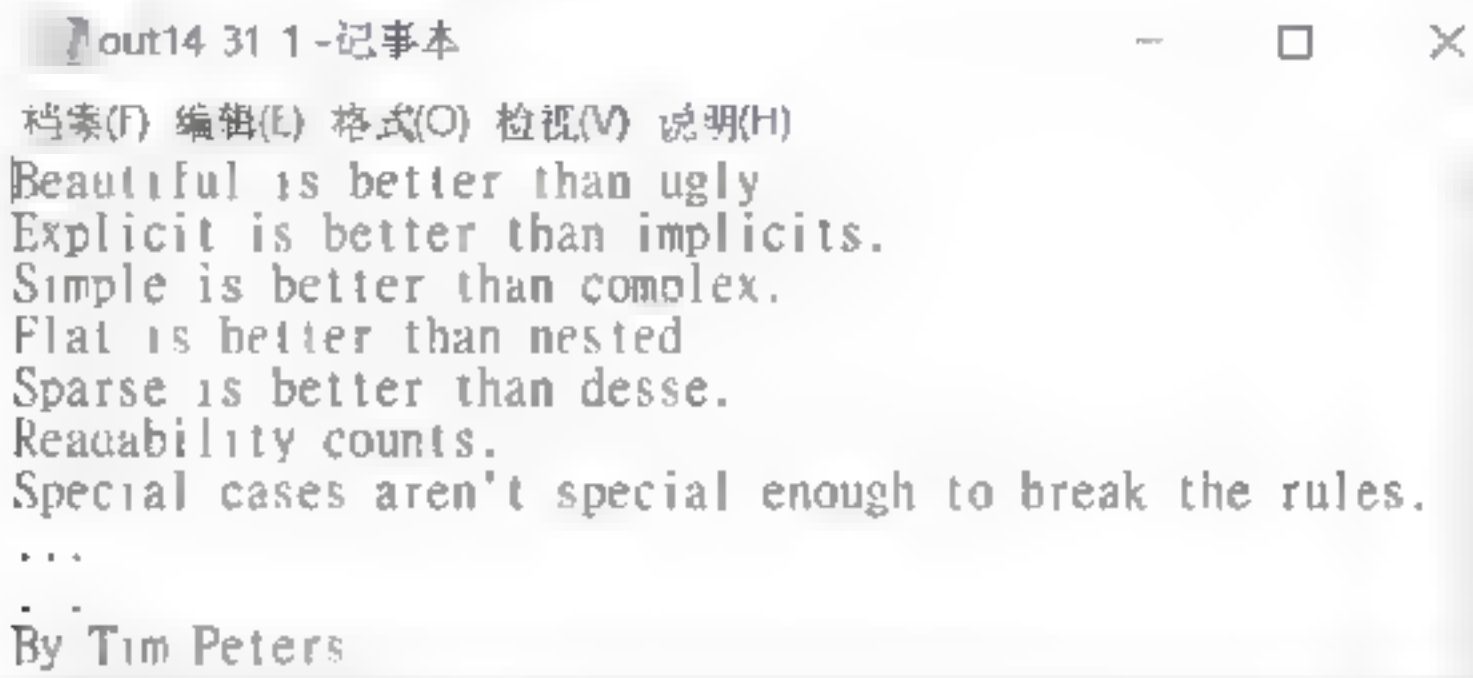 out14 31 1 -记事本
档案(F) 编辑(E) 格式(O) 检视(V) 说明(H)
Beautiful is better than ugly
Explicit is better than implicits.
Simple is better than complex.
Flat is better than nested
Sparse is better than desse.
Readability counts.
Special cases aren't special enough to break the rules.
...
. .
By Tim Peters